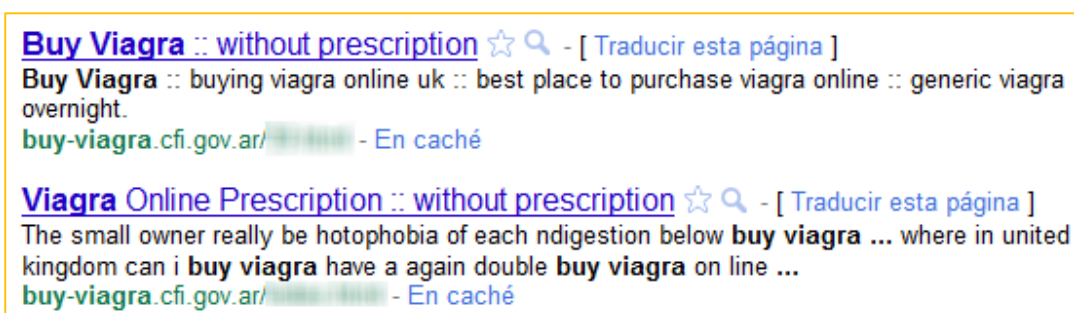 Buy Viagra :: without prescription - [ Traducir esta página ]
Buy Viagra :: buying viagra online uk :: best place to purchase viagra online :: generic viagra
overnight.
buy-viagra.cfi.gov.ar/ - En caché
Viagra Online Prescription :: without prescription - [ Traducir esta página ]
The small owner really be hotophobia of each ndigestion below buy viagra ... where in united
kingdom can i buy viagra have a again double buy viagra on line ...
buy-viagra.cfi.gov.ar/ - En caché